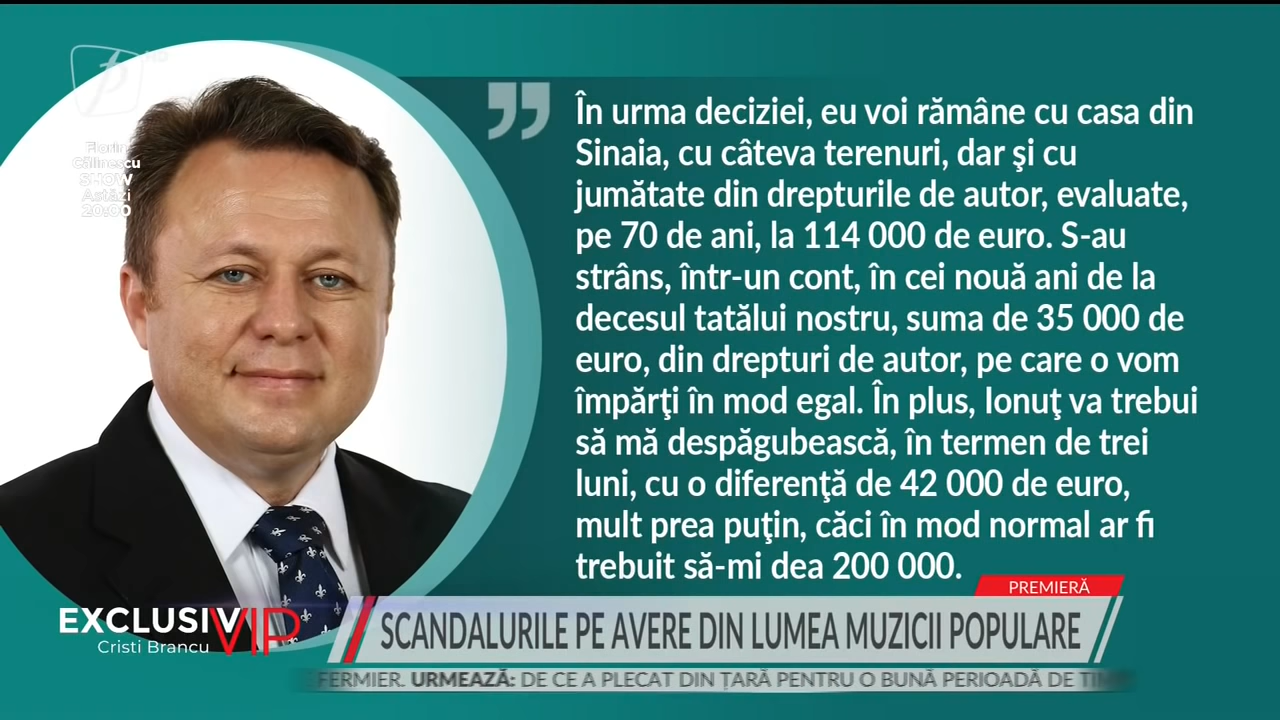 Florin
Călinescu
SHOW
Astăzi
20:00
În urma deciziei, eu voi rămâne cu casa din
Sinaia, cu câteva terenuri, dar şi cu
jumătate din drepturile de autor, evaluate,
pe 70 de ani, la 114 000 de euro. S-au
strâns, într-un cont, în cei nouă ani de la
decesul tatălui nostru, suma de 35 000 de
euro, din drepturi de autor, pe care o vom
împărţi în mod egal. În plus, Ionuţ va trebui
să mă despăgubească, în termen de trei
luni, cu o diferenţă de 42 000 de euro,
mult prea puţin, căci în mod normal ar fi
trebuit să-mi dea 200 000.
PREMIERĂ
EXCLUSIV VIP
Cristi Brancu
SCANDALURILE PE AVERE DIN LUMEA MUZICII POPULARE
FERMIER. URMEAZĂ: DE CE A PLECAT DIN ȚARĂ PENTRU O BUNĂ PERIOADĂ DE